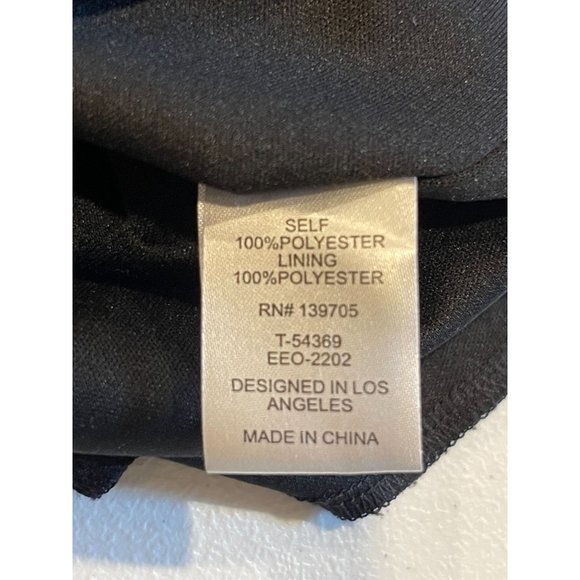 SELF
100%POLYESTER
LINING
100%POLYESTER
RN# 139705
T-54369
EEO-2202
DESIGNED IN LOS
ANGELES
MADE IN CHINA